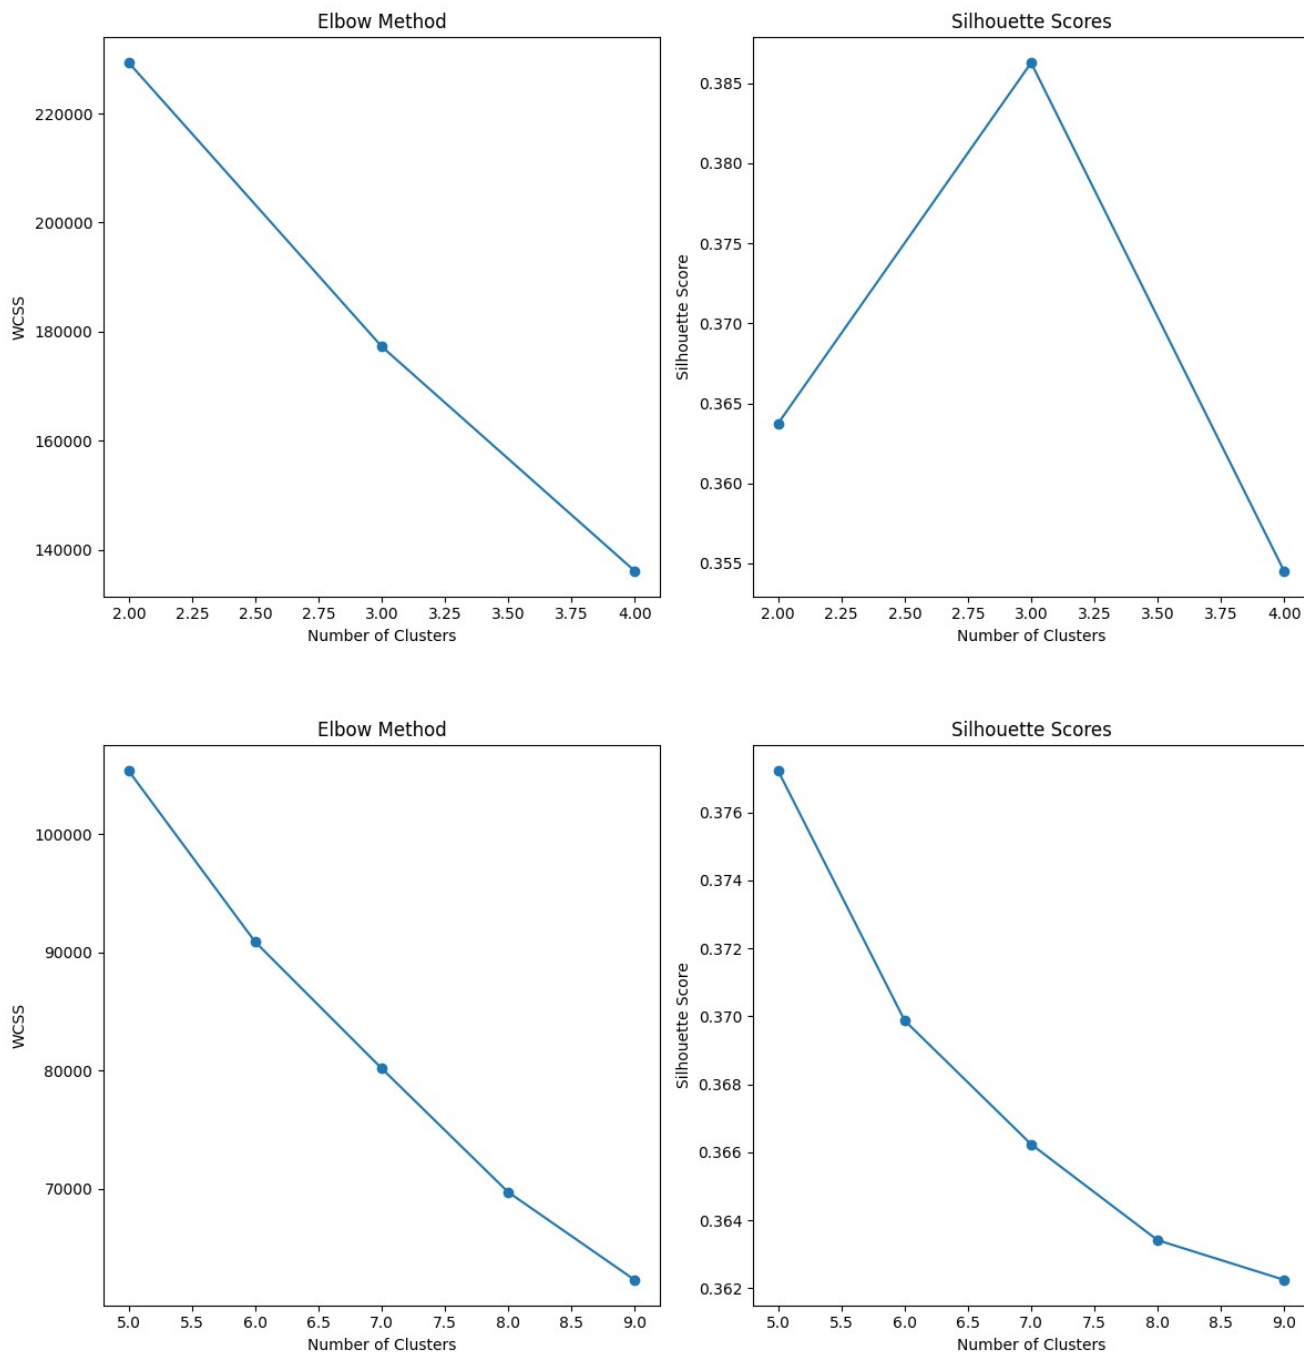 Elbow Method
220000
200000
180000
160000
140000
WCSS
2.00 2.25 2.50 2.75 3.00 3.25 3.50 3.75 4.00
Number of Clusters
Silhouette Scores
0.385
0.380
0.375
0.370
0.365
0.360
0.355
Silhouette Score
2.00 2.25 2.50 2.75 3.00 3.25 3.50 3.75 4.00
Number of Clusters
Elbow Method
100000
90000
80000
70000
WCSS
5.0 5.5 6.0 6.5 7.0 7.5 8.0 8.5 9.0
Number of Clusters
Silhouette Scores
0.376
0.374
0.372
0.370
0.368
0.366
0.364
0.362
Silhouette Score
5.0 5.5 6.0 6.5 7.0 7.5 8.0 8.5 9.0
Number of Clusters